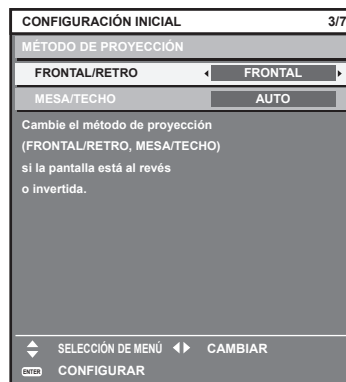 CONFIGURACIÓN INICIAL 3/7
MÉTODO DE PROYECCIÓN
FRONTAL/RETRO FRONTAL
MESA/TECHO AUTO
Cambie el método de proyección
(FRONTAL/RETRO, MESA/TECHO)
si la pantalla está al revés
o invertida.
SELECCIÓN DE MENÚ CAMBIAR
ENTER CONFIGURAR